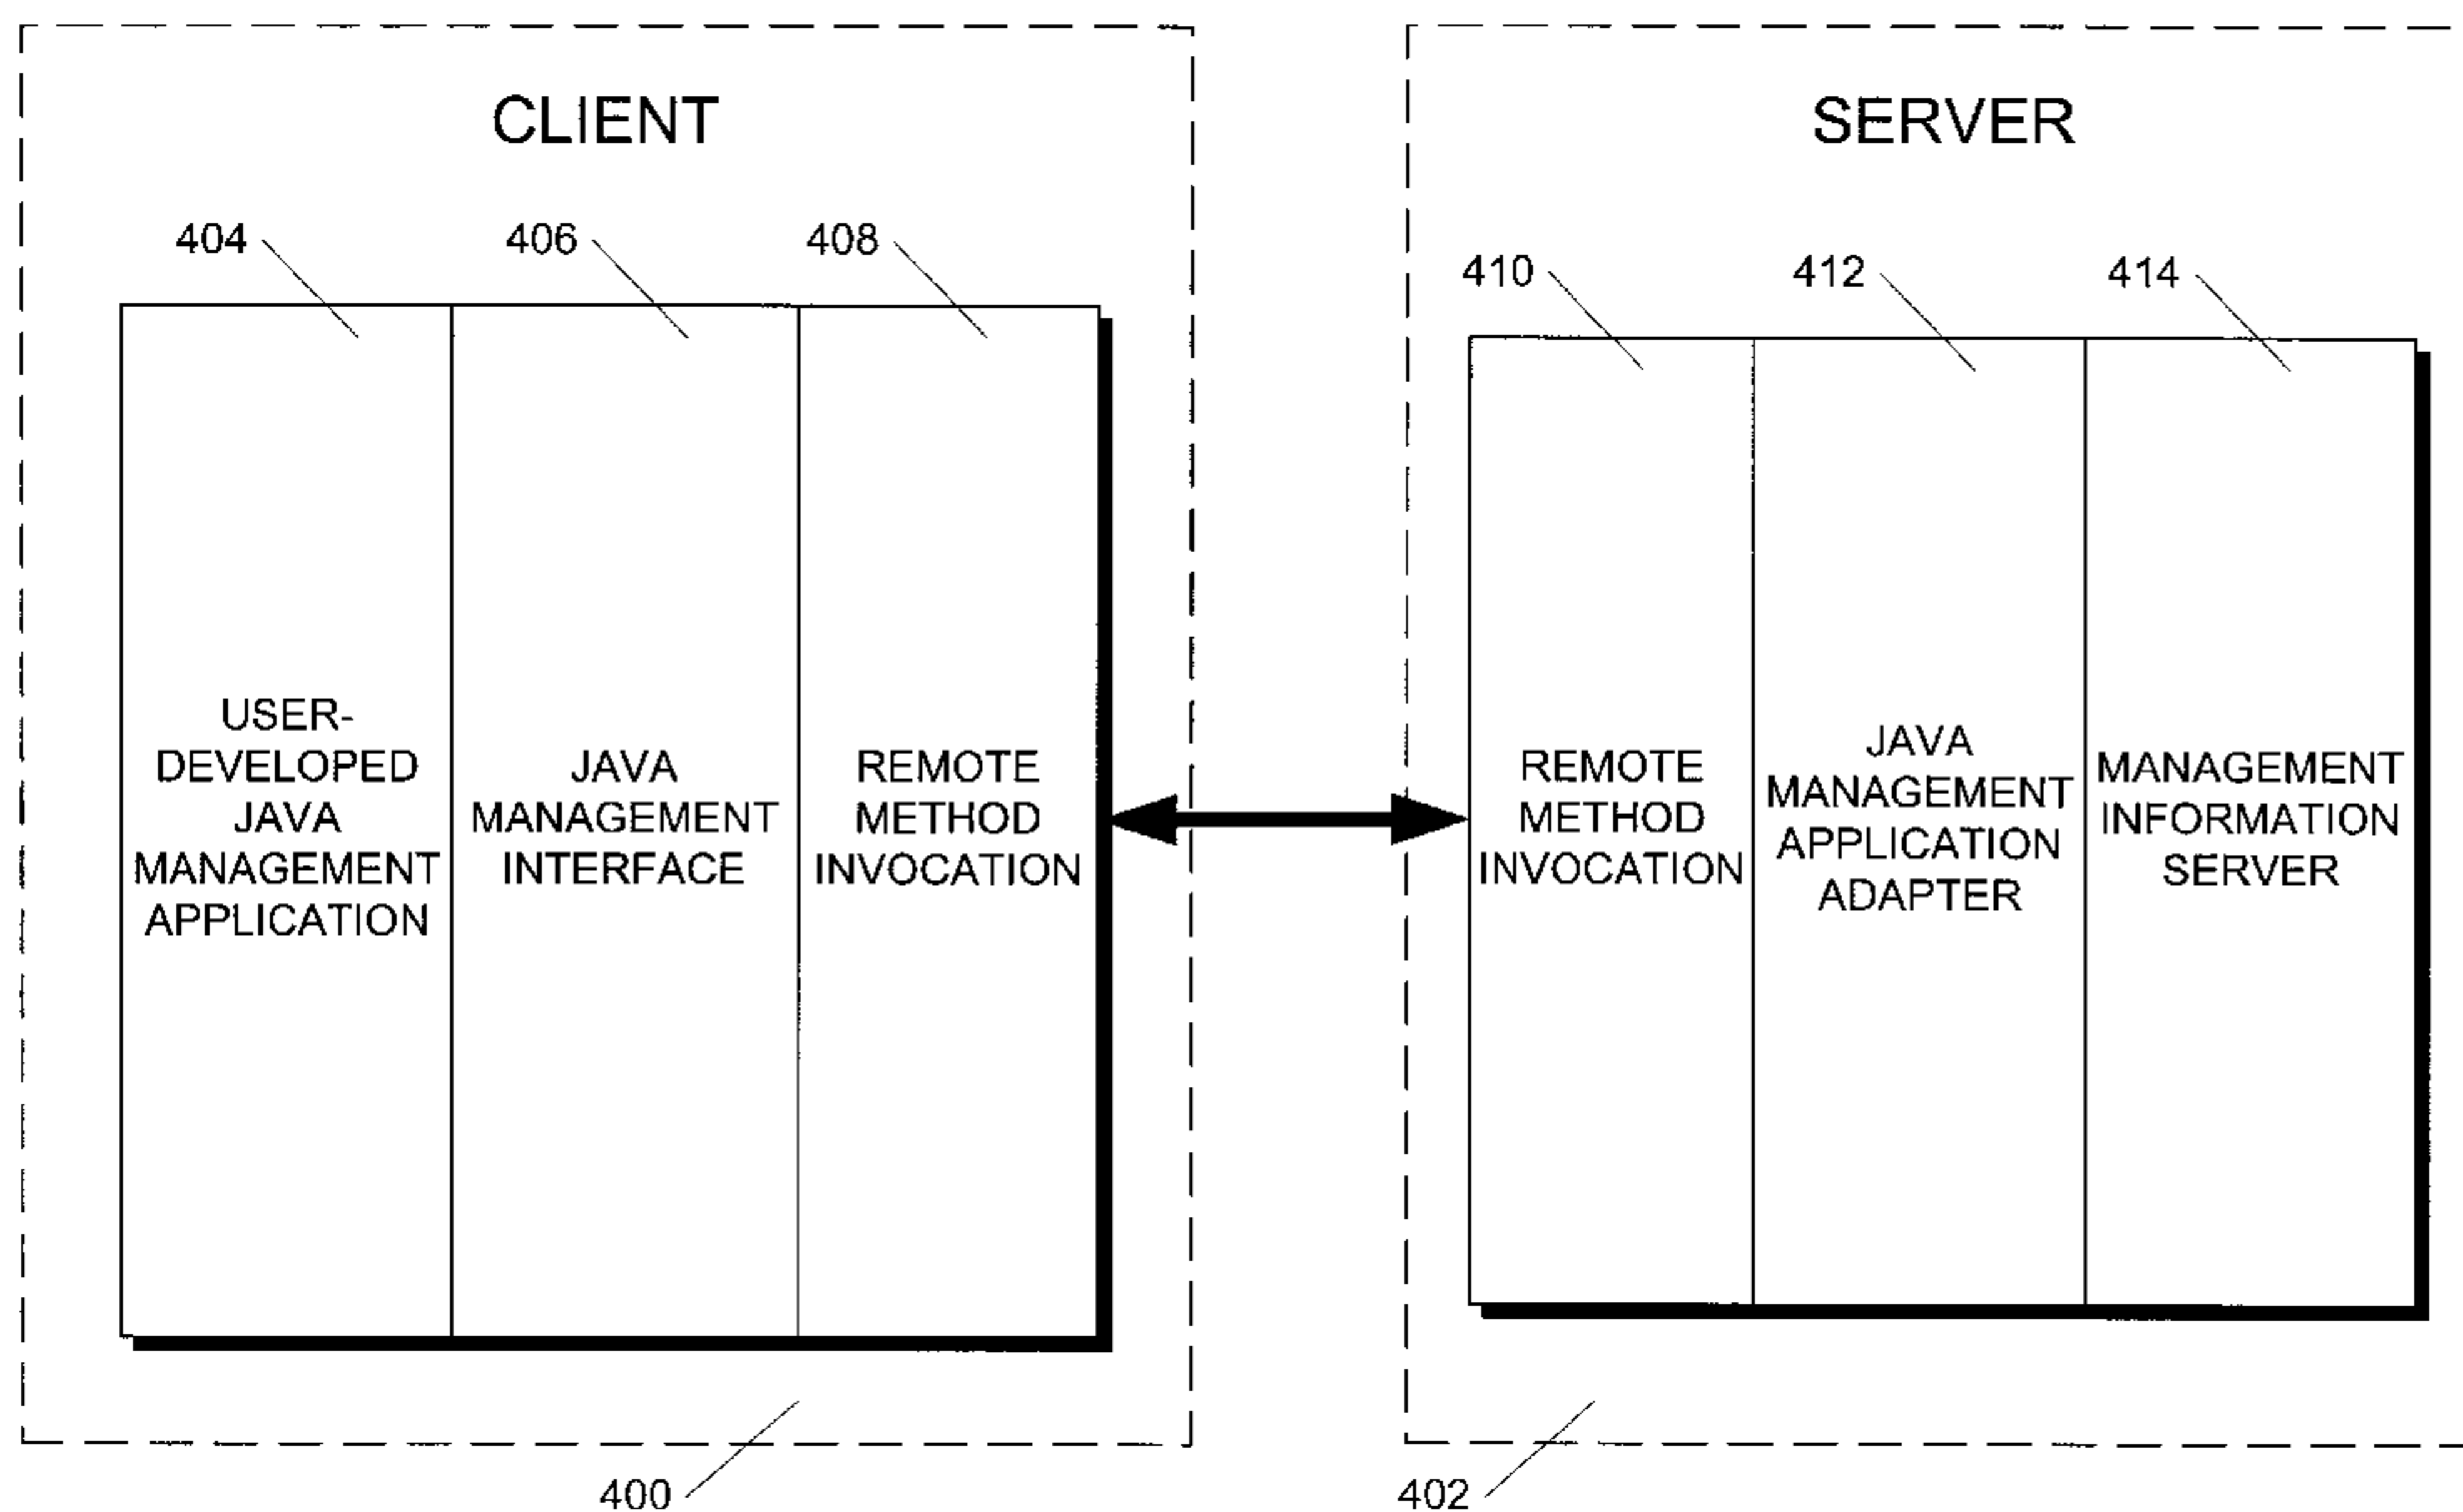 CLIENT
SERVER
404
406
408
410
412
414
USER-
DEVELOPED
JAVA
MANAGEMENT
APPLICATION
JAVA
MANAGEMENT
INTERFACE
REMOTE
METHOD
INVOCATION
REMOTE
METHOD
INVOCATION
JAVA
MANAGEMENT
APPLICATION
ADAPTER
MANAGEMENT
INFORMATION
SERVER
400
402